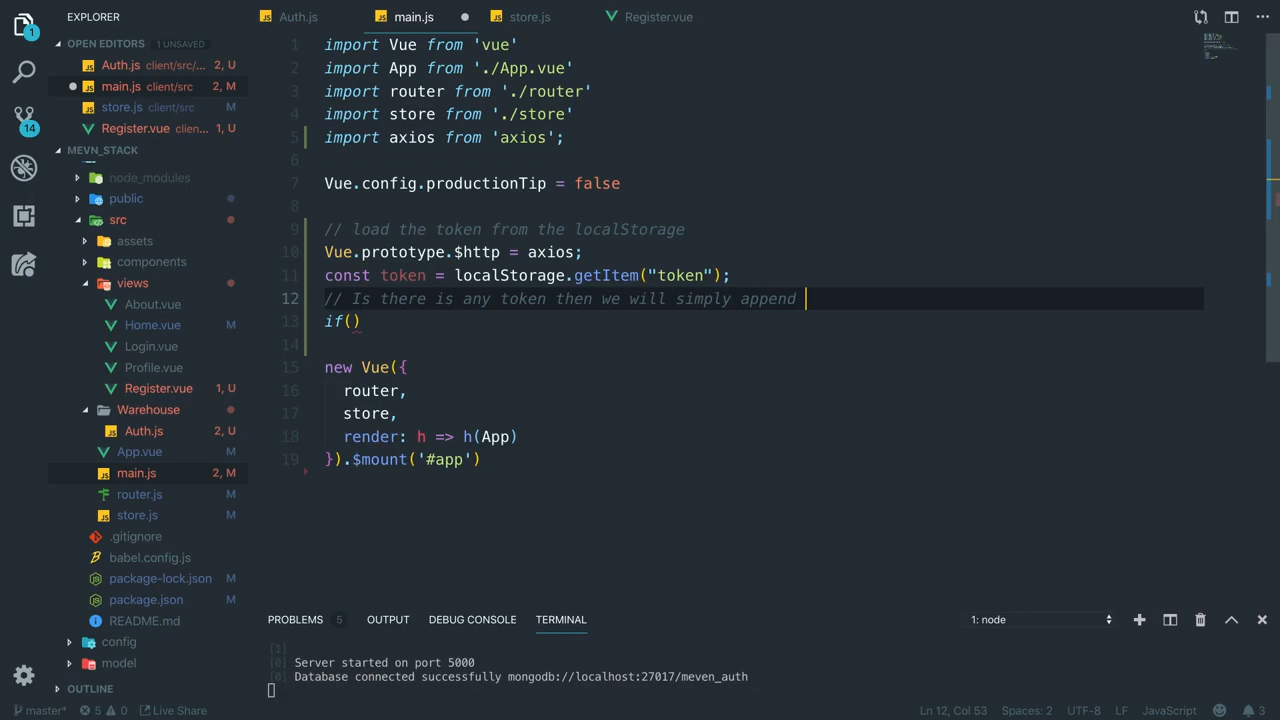 EXPLORER
OPEN EDITORS 1 UNSAVED
Auth.js client/src/... 2, U
main.js client/src 2, M
store.js client/src M
Register.vue clien... 1, U
MEVN_STACK
node_modules
public
src
assets
components
views
About.vue
Home.vue M
Login.vue
Profile.vue
Register.vue 1, U
Warehouse
Auth.js 2, U
App.vue M
main.js 2, M
router.js M
store.js M
.gitignore
babel.config.js
package-lock.json M
package.json M
README.md
config
model
OUTLINE
1
14
Auth.js main.js store.js Register.vue
1 import Vue from 'vue'
2 import App from './App.vue'
3 import router from './router'
4 import store from './store'
5 import axios from 'axios';
6
7 Vue.config.productionTip = false
8
9 // load the token from the localStorage
10 Vue.prototype.$http = axios;
11 const token = localStorage.getItem("token");
12 // Is there is any token then we will simply append
13 if()
14
15 new Vue({
16 router,
17 store,
18 render: h => h(App)
19 }).$mount('#app')
PROBLEMS 5 OUTPUT DEBUG CONSOLE TERMINAL 1: node
[1]
[0] Server started on port 5000
[0] Database connected successfully mongodb://localhost:27017/meven_auth
master* 5 0 Live Share Ln 12, Col 53 Spaces: 2 UTF-8 LF JavaScript 3